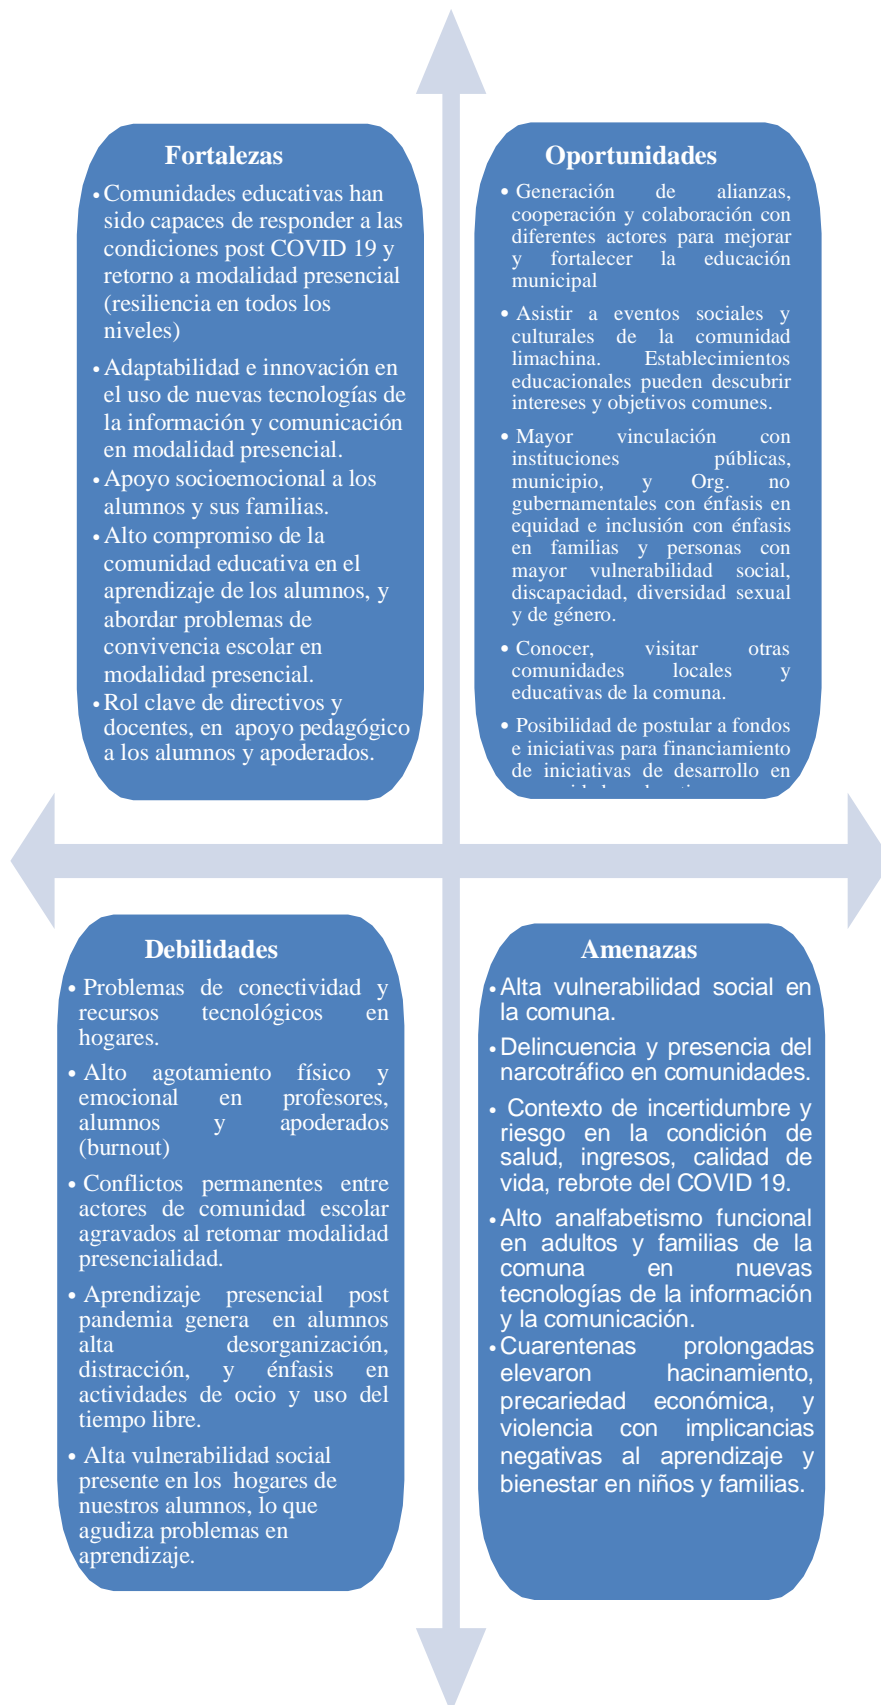 Fortalezas
• Comunidades educativas han
sido capaces de responder a las
condiciones post COVID 19 y
retorno a modalidad presencial
(resiliencia en todos los
niveles)
• Adaptabilidad e innovación en
el uso de nuevas tecnologías de
la información y comunicación
en modalidad presencial.
• Apoyo socioemocional a los
alumnos y sus familias.
• Alto compromiso de la
comunidad educativa en el
aprendizaje de los alumnos, y
abordar problemas de
convivencia escolar en
modalidad presencial.
• Rol clave de directivos y
docentes, en apoyo pedagógico
a los alumnos y apoderados.
Oportunidades
• Generación de alianzas,
cooperación y colaboración con
diferentes actores para mejorar
y fortalecer la educación
municipal
• Asistir a eventos sociales y
culturales de la comunidad
limachina. Establecimientos
educacionales pueden descubrir
intereses y objetivos comunes.
• Mayor vinculación con
instituciones públicas,
municipio, y Org. no
gubernamentales con énfasis en
equidad e inclusión con énfasis
en familias y personas con
mayor vulnerabilidad social,
discapacidad, diversidad sexual
y de género.
• Conocer, visitar otras
comunidades locales y
educativas de la comuna.
• Posibilidad de postular a fondos
e iniciativas para financiamiento
de iniciativas de desarrollo en
Debilidades
• Problemas de conectividad y
recursos tecnológicos en
hogares.
• Alto agotamiento físico y
emocional en profesores,
alumnos y apoderados
(burnout)
• Conflictos permanentes entre
actores de comunidad escolar
agravados al retomar modalidad
presencialidad.
• Aprendizaje presencial post
pandemia genera en alumnos
alta desorganización,
distracción, y énfasis en
actividades de ocio y uso del
tiempo libre.
• Alta vulnerabilidad social
presente en los hogares de
nuestros alumnos, lo que
agudiza problemas en
aprendizaje.
Amenazas
• Alta vulnerabilidad social en
la comuna.
• Delincuencia y presencia del
narcotráfico en comunidades.
• Contexto de incertidumbre y
riesgo en la condición de
salud, ingresos, calidad de
vida, rebrote del COVID 19.
• Alto analfabetismo funcional
en adultos y familias de la
comuna en nuevas
tecnologías de la información
y la comunicación.
• Cuarentenas prolongadas
elevaron hacinamiento,
precariedad económica, y
violencia con implicancias
negativas al aprendizaje y
bienestar en niños y familias.